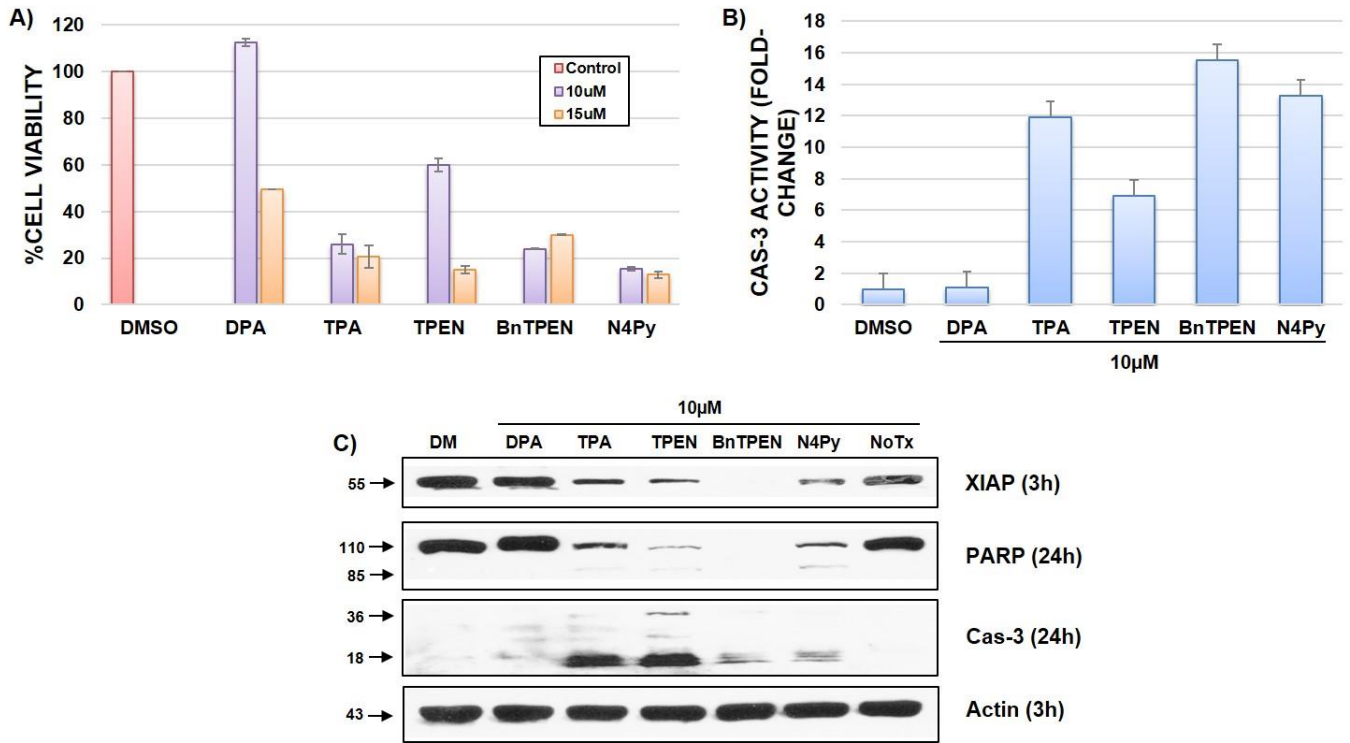 A)
%CELL VIABILITY
120
100
80
60
40
20
0
Control
10uM
15uM
DMSO DPA TPA TPEN BnTPEN N4Py
B)
CAS-3 ACTIVITY (FOLD-
CHANGE)
18
16
14
12
10
8
6
4
2
0
DMSO DPA TPA TPEN BnTPEN N4Py
10µM
C)
10µM
DM DPA TPA TPEN BnTPEN N4Py NoTx
55 XIAP (3h)
110
PARP (24h)
85
36
Cas-3 (24h)
18
43 Actin (3h)